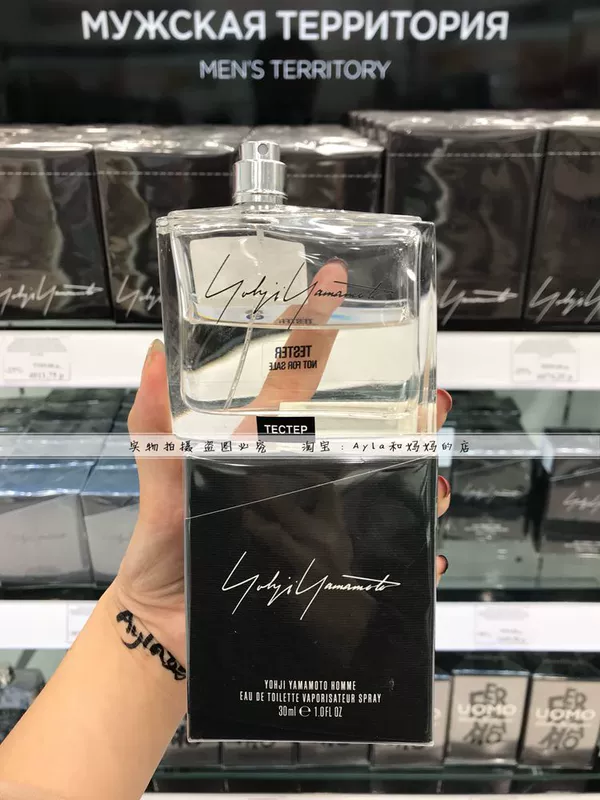 МУЖСКАЯ ТЕРРИТОРИЯ
MEN'S TERRITORY
Yohji Yamamoto
TESTER
NOT FOR SALE
ТЕСТЕР
实物拍摄 盗图必究 淘宝:Ayla和妈妈的店
Yohji Yamamoto
YOHJI YAMAMOTO HOMME
EAU DE TOILETTE VAPORISATEUR SPRAY
30ml ℮ 1.0FL OZ
Ayla
UOMO
UOMO